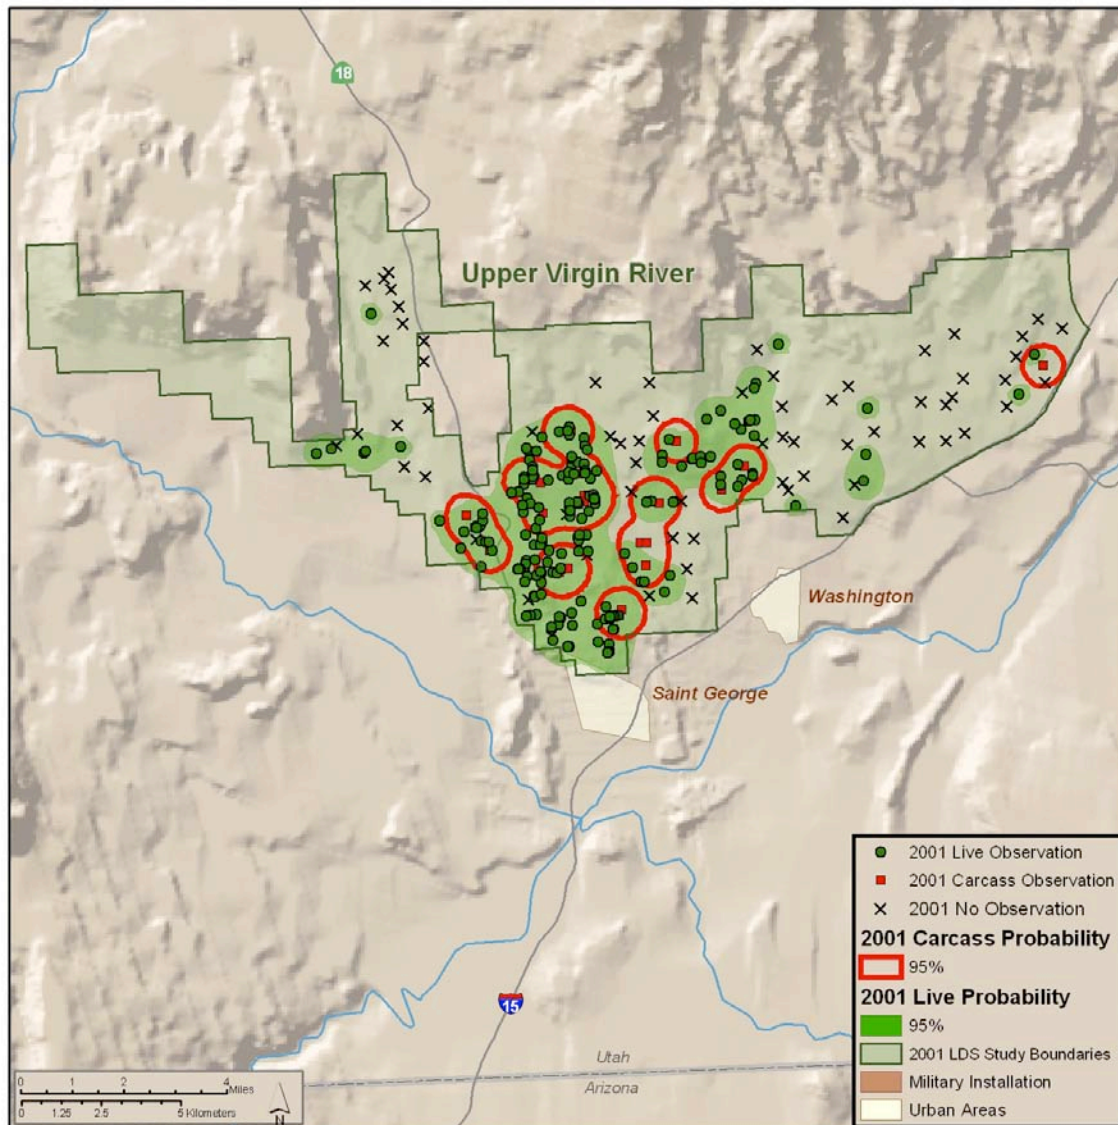 18
Upper Virgin River
Washington
Saint George
15
Utah
Arizona
2001 Live Observation
2001 Carcass Observation
2001 No Observation
2001 Carcass Probability
95%
2001 Live Probability
95%
2001 LDS Study Boundaries
Military Installation
Urban Areas
0 1 2 4 Miles
0 1.25 2.5 5 Kilometers
N